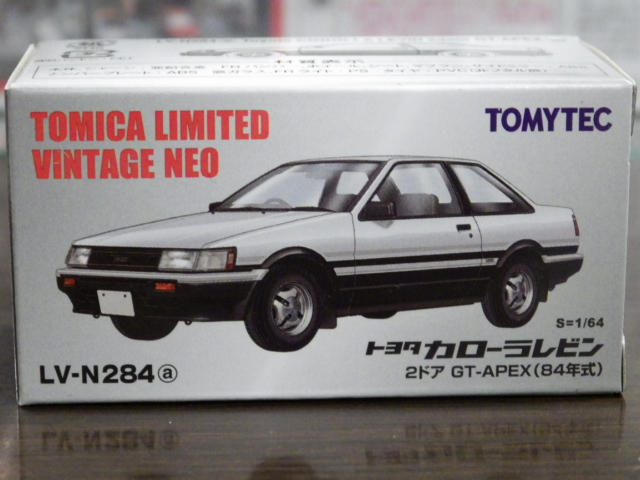 TOMICA LIMITED
VINTAGE NEO
TOMYTEC
S=1/64
トヨタ カローラレビン
LV-N284ⓐ
2ドア GT-APEX(84年式)